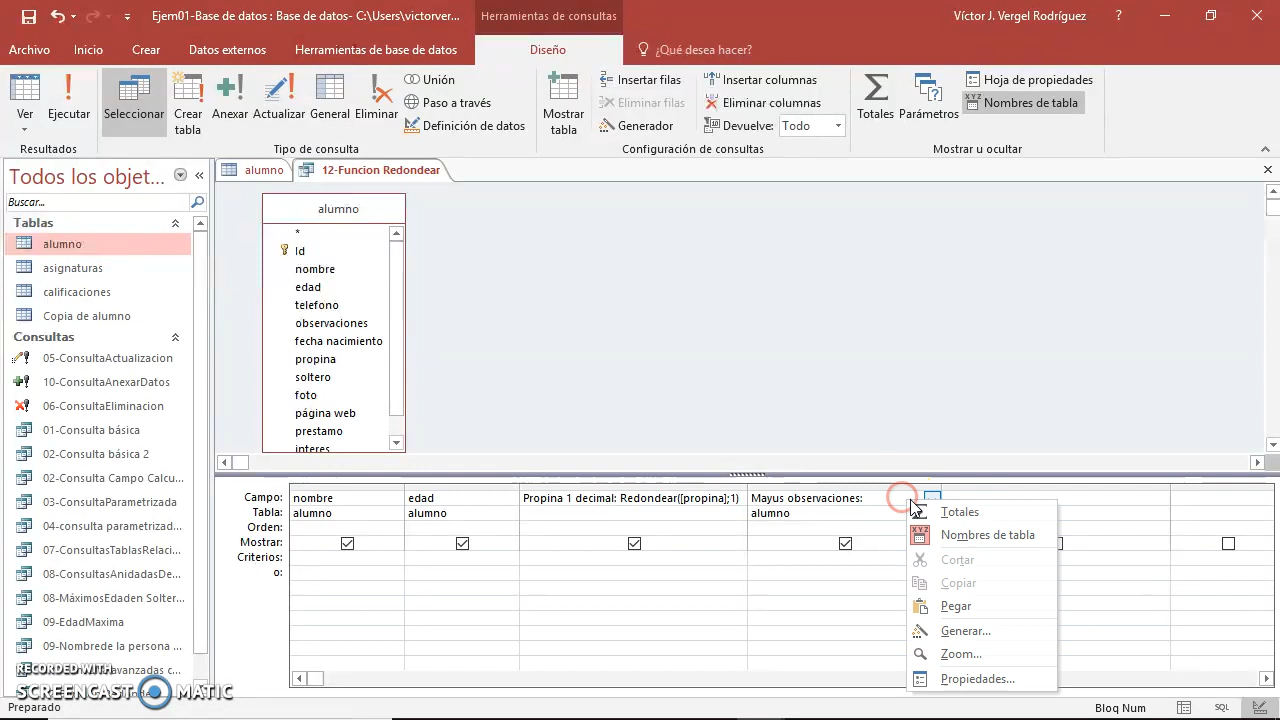 Ejem01-Base de datos : Base de datos- C:\Users\victorver...
Herramientas de consultas
Víctor J. Vergel Rodríguez
?
Archivo
Inicio
Crear
Datos externos
Herramientas de base de datos
Diseño
¿Qué desea hacer?
Ver
Ejecutar
Seleccionar
Crear tabla
Anexar
Actualizar
General
Eliminar
Unión
Paso a través
Definición de datos
Mostrar tabla
Insertar filas
Eliminar filas
Generador
Insertar columnas
Eliminar columnas
Devuelve: Todo
Totales
Parámetros
Hoja de propiedades
Nombres de tabla
Resultados
Tipo de consulta
Configuración de consultas
Mostrar u ocultar
Todos los objet...
Buscar...
Tablas
alumno
asignaturas
calificaciones
Copia de alumno
Consultas
05-ConsultaActualizacion
10-ConsultaAnexarDatos
06-ConsultaEliminacion
01-Consulta básica
02-Consulta básica 2
02-Consulta Campo Calcu...
03-ConsultaParametrizada
04-consulta parametrizad...
07-ConsultasTablesRelaci...
08-ConsultasAnidadasDe...
08-MáximosEdaden Solter...
09-EdadMaxima
09-Nombrede la persona ...
avanzadas c...
RECORDED WITH
SCREENCAST MATIC
alumno
12-Funcion Redondear
alumno
*
Id
nombre
edad
telefono
observaciones
fecha nacimiento
propina
soltero
foto
página web
prestamo
interes
Campo: nombre edad Propina 1 decimal: Redondear([propina];1) Mayus observaciones:
Tabla: alumno alumno alumno
Orden:
Mostrar:
Criterios:
o:
Totales
Nombres de tabla
Cortar
Copiar
Pegar
Generar...
Zoom...
Propiedades...
Preparado
Bloq Num
SQL